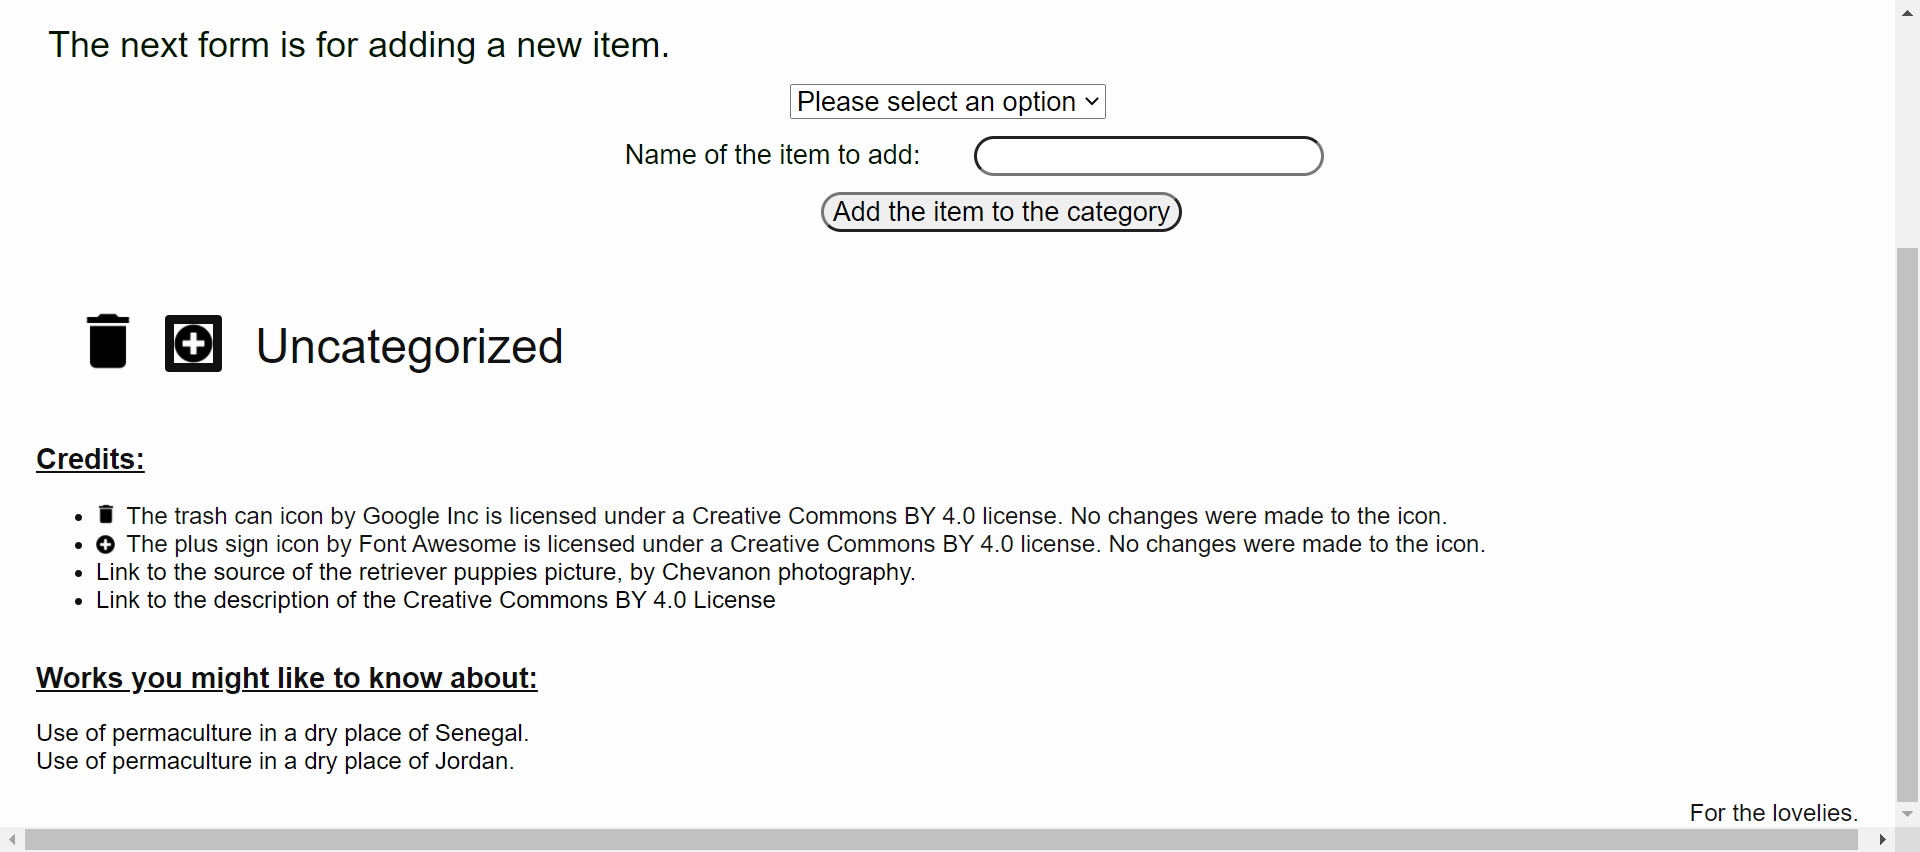 The next form is for adding a new item.
Please select an option
Name of the item to add:
Add the item to the category
Uncategorized
Credits:
The trash can icon by Google Inc is licensed under a Creative Commons BY 4.0 license. No changes were made to the icon.
The plus sign icon by Font Awesome is licensed under a Creative Commons BY 4.0 license. No changes were made to the icon.
Link to the source of the retriever puppies picture, by Chevanon photography.
Link to the description of the Creative Commons BY 4.0 License
Works you might like to know about:
Use of permaculture in a dry place of Senegal.
Use of permaculture in a dry place of Jordan.
For the lovelies.